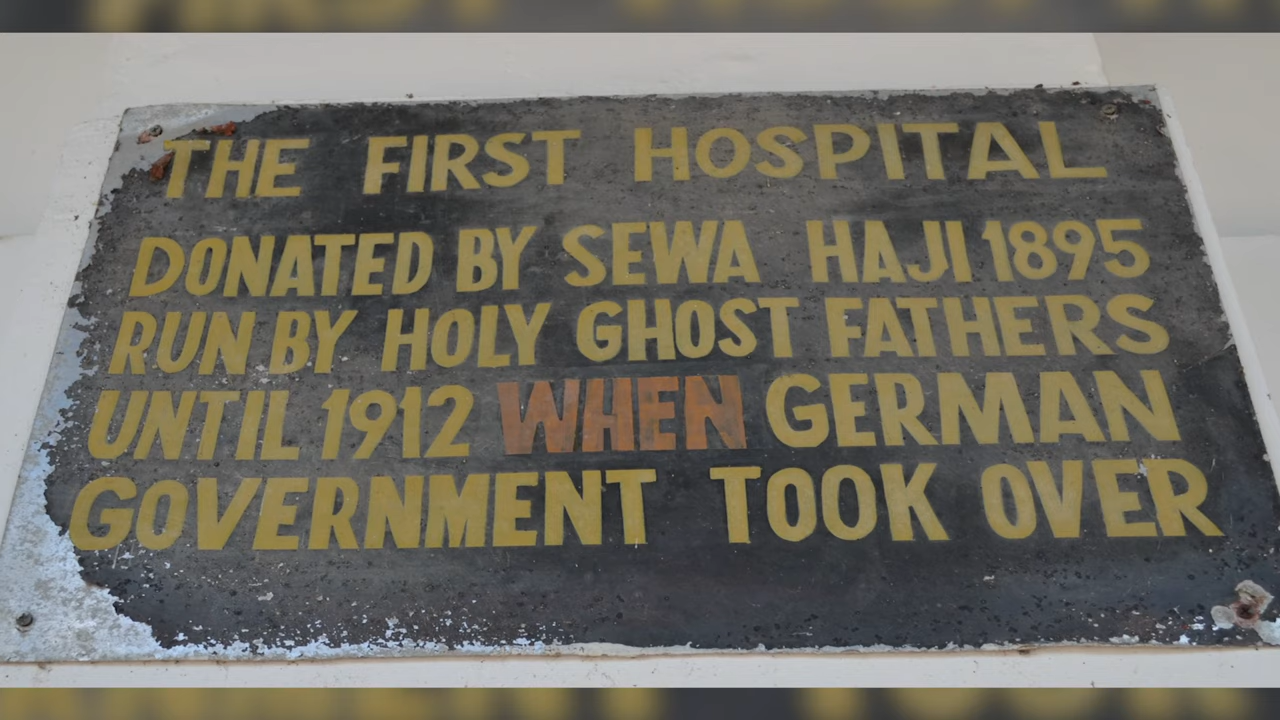 THE FIRST HOSPITAL
DONATED BY SEWA HAJI 1895
RUN BY HOLY GHOST FATHERS
UNTIL 1912 WHEN GERMAN
GOVERNMENT TOOK OVER